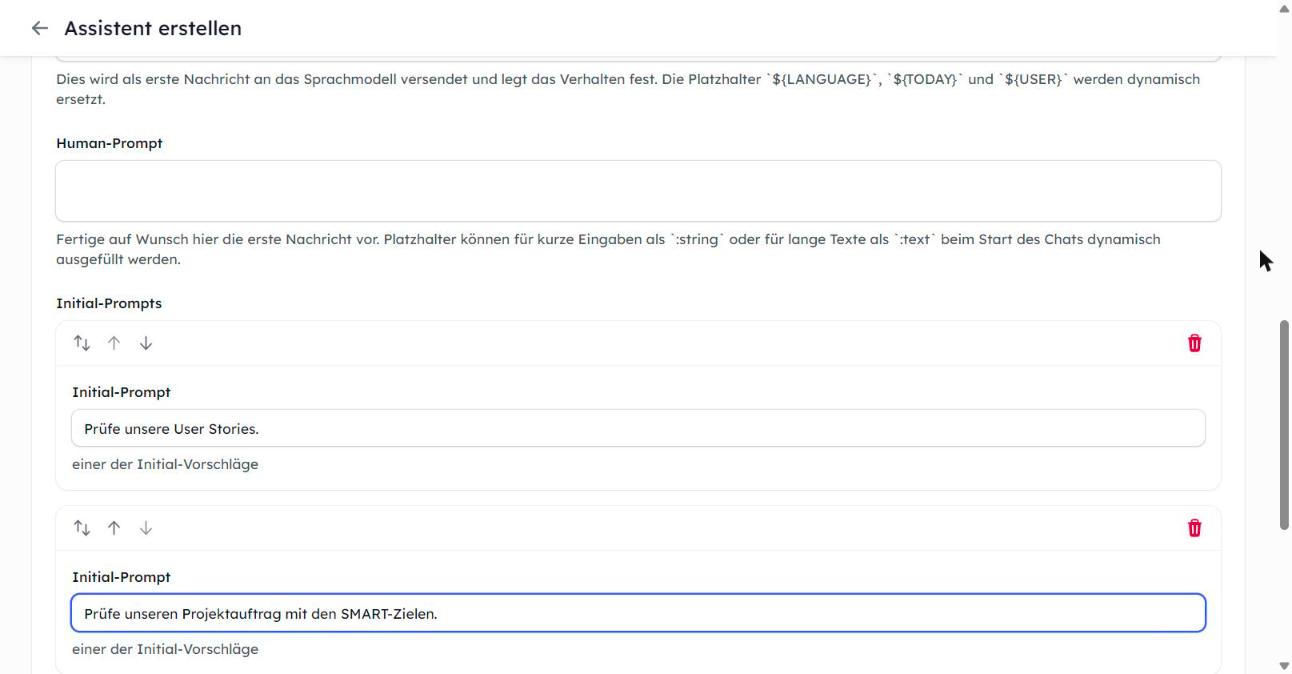 Assistent erstellen
Dies wird als erste Nachricht an das Sprachmodell versendet und legt das Verhalten fest. Die Platzhalter `${LANGUAGE}`, `${TODAY}` und `${USER}` werden dynamisch
ersetzt.
Human-Prompt
Fertige auf Wunsch hier die erste Nachricht vor. Platzhalter können für kurze Eingaben als `:string` oder für lange Texte als `:text` beim Start des Chats dynamisch
ausgefüllt werden.
Initial-Prompts
Initial-Prompt
Prüfe unsere User Stories.
einer der Initial-Vorschläge
Initial-Prompt
Prüfe unseren Projektauftrag mit den SMART-Zielen.
einer der Initial-Vorschläge